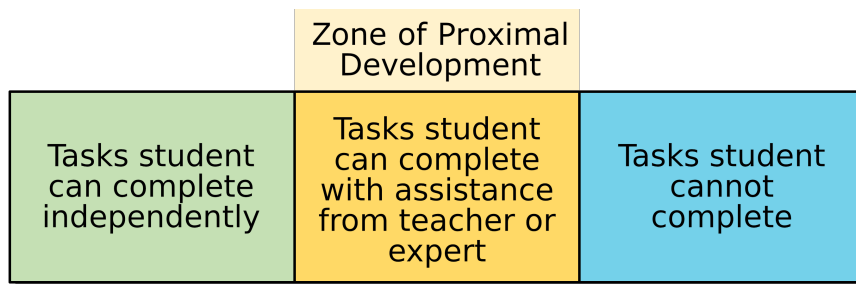 Zone of Proximal
Development
Tasks student
can complete
independently
Tasks student
can complete
with assistance
from teacher or
expert
Tasks student
cannot
complete